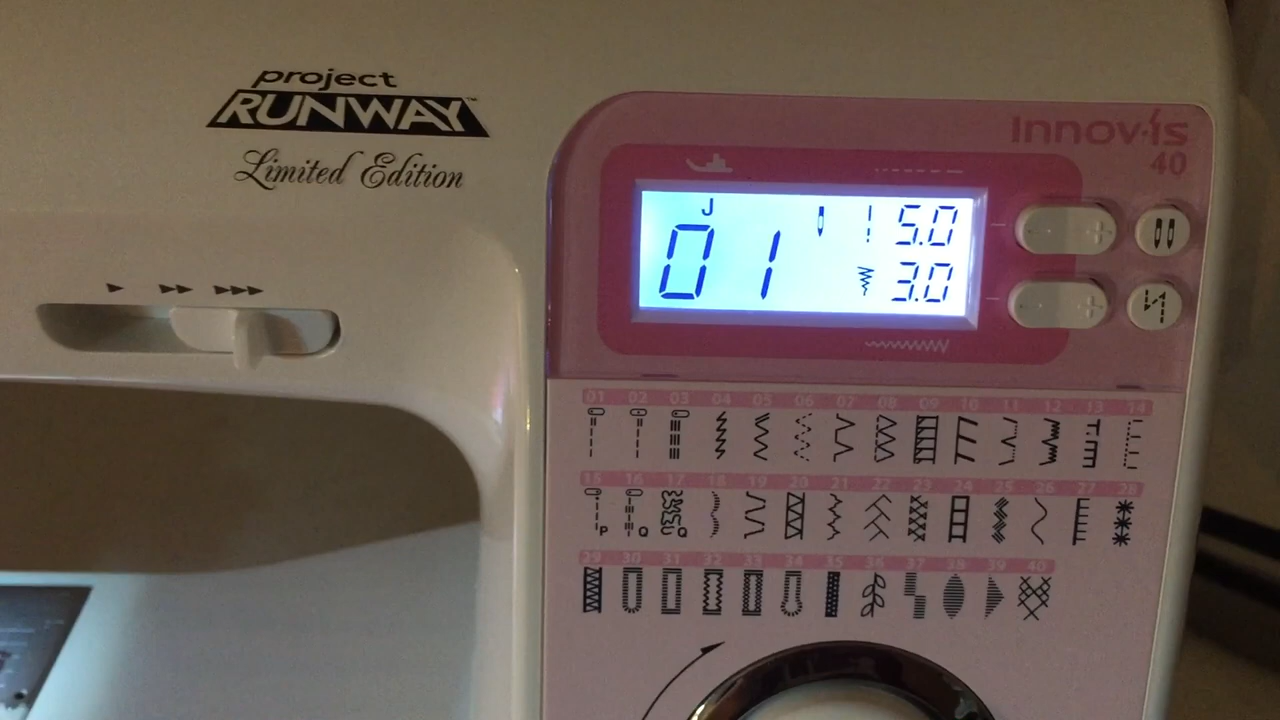 project
RUNWAY™
Limited Edition
Innov-ís
40
J
01
5.0
3.0
- +
- +
01 02 03 04 05 06 07 08 09 10 11 12 13 14
15 16 17 18 19 20 21 22 23 24 25 26 27 28
P Q Q
29 30 31 32 33 34 35 36 37 38 39 40